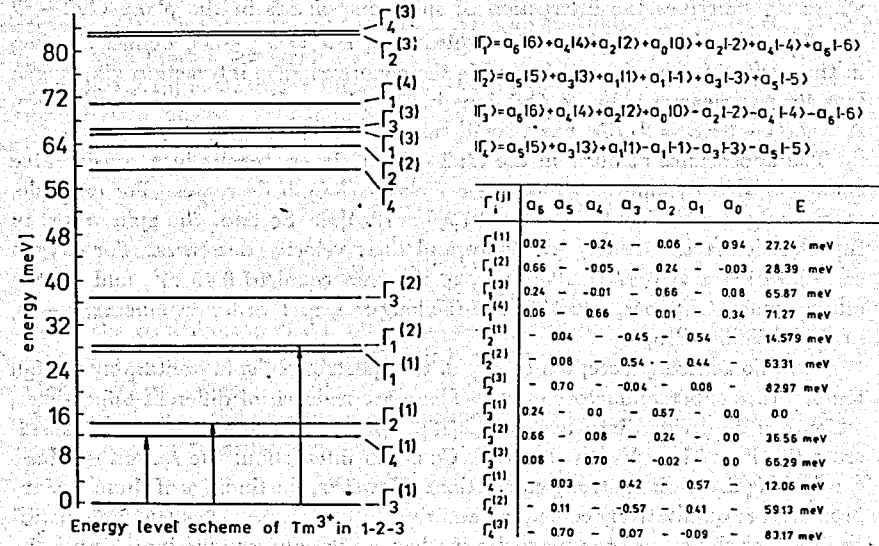 Γ₄⁽³⁾
Γ₂⁽³⁾
Γ₁⁽⁴⁾
Γ₃⁽³⁾
Γ₁⁽³⁾
Γ₂⁽²⁾
Γ₄⁽²⁾
Γ₃⁽²⁾
Γ₁⁽²⁾
Γ₁⁽¹⁾
Γ₂⁽¹⁾
Γ₄⁽¹⁾
Γ₃⁽¹⁾
80
72
64
56
48
40
32
24
16
8
0
energy [meV]
Energy level scheme of Tm³⁺ in 1-2-3
|Γ₁⟩=a₆|6⟩+a₄|4⟩+a₂|2⟩+a₀|0⟩+a₂|-2⟩+a₄|-4⟩+a₆|-6⟩
|Γ₂⟩=a₅|5⟩+a₃|3⟩+a₁|1⟩+a₁|-1⟩+a₃|-3⟩+a₅|-5⟩
|Γ₃⟩=a₆|6⟩+a₄|4⟩+a₂|2⟩+a₀|0⟩-a₂|-2⟩-a₄|-4⟩-a₆|-6⟩
|Γ₄⟩=a₅|5⟩+a₃|3⟩+a₁|1⟩-a₁|-1⟩-a₃|-3⟩-a₅|-5⟩
Γᵢ⁽ʲ⁾ a₆ a₅ a₄ a₃ a₂ a₁ a₀ E
Γ₁⁽¹⁾ 0.02 - -0.24 - 0.06 - 0.94 27.24 meV
Γ₁⁽²⁾ 0.66 - -0.05 - 0.24 - -0.03 28.39 meV
Γ₁⁽³⁾ 0.24 - -0.01 - 0.66 - 0.08 65.87 meV
Γ₁⁽⁴⁾ 0.06 - 0.66 - 0.01 - 0.34 71.27 meV
Γ₂⁽¹⁾ - 0.04 - -0.45 - 0.54 - 14.579 meV
Γ₂⁽²⁾ - 0.08 - 0.54 - 0.44 - 63.31 meV
Γ₂⁽³⁾ - 0.70 - -0.04 - 0.08 - 82.97 meV
Γ₃⁽¹⁾ 0.24 - 0.0 - 0.67 - 0.0 0.0
Γ₃⁽²⁾ 0.66 - 0.08 - 0.24 - 0.0 36.56 meV
Γ₃⁽³⁾ 0.08 - 0.70 - -0.02 - 0.0 66.29 meV
Γ₄⁽¹⁾ - 0.03 - 0.42 - 0.57 - 12.06 meV
Γ₄⁽²⁾ - 0.11 - -0.57 - 0.41 - 59.13 meV
Γ₄⁽³⁾ - 0.70 - 0.07 - -0.09 - 83.17 meV